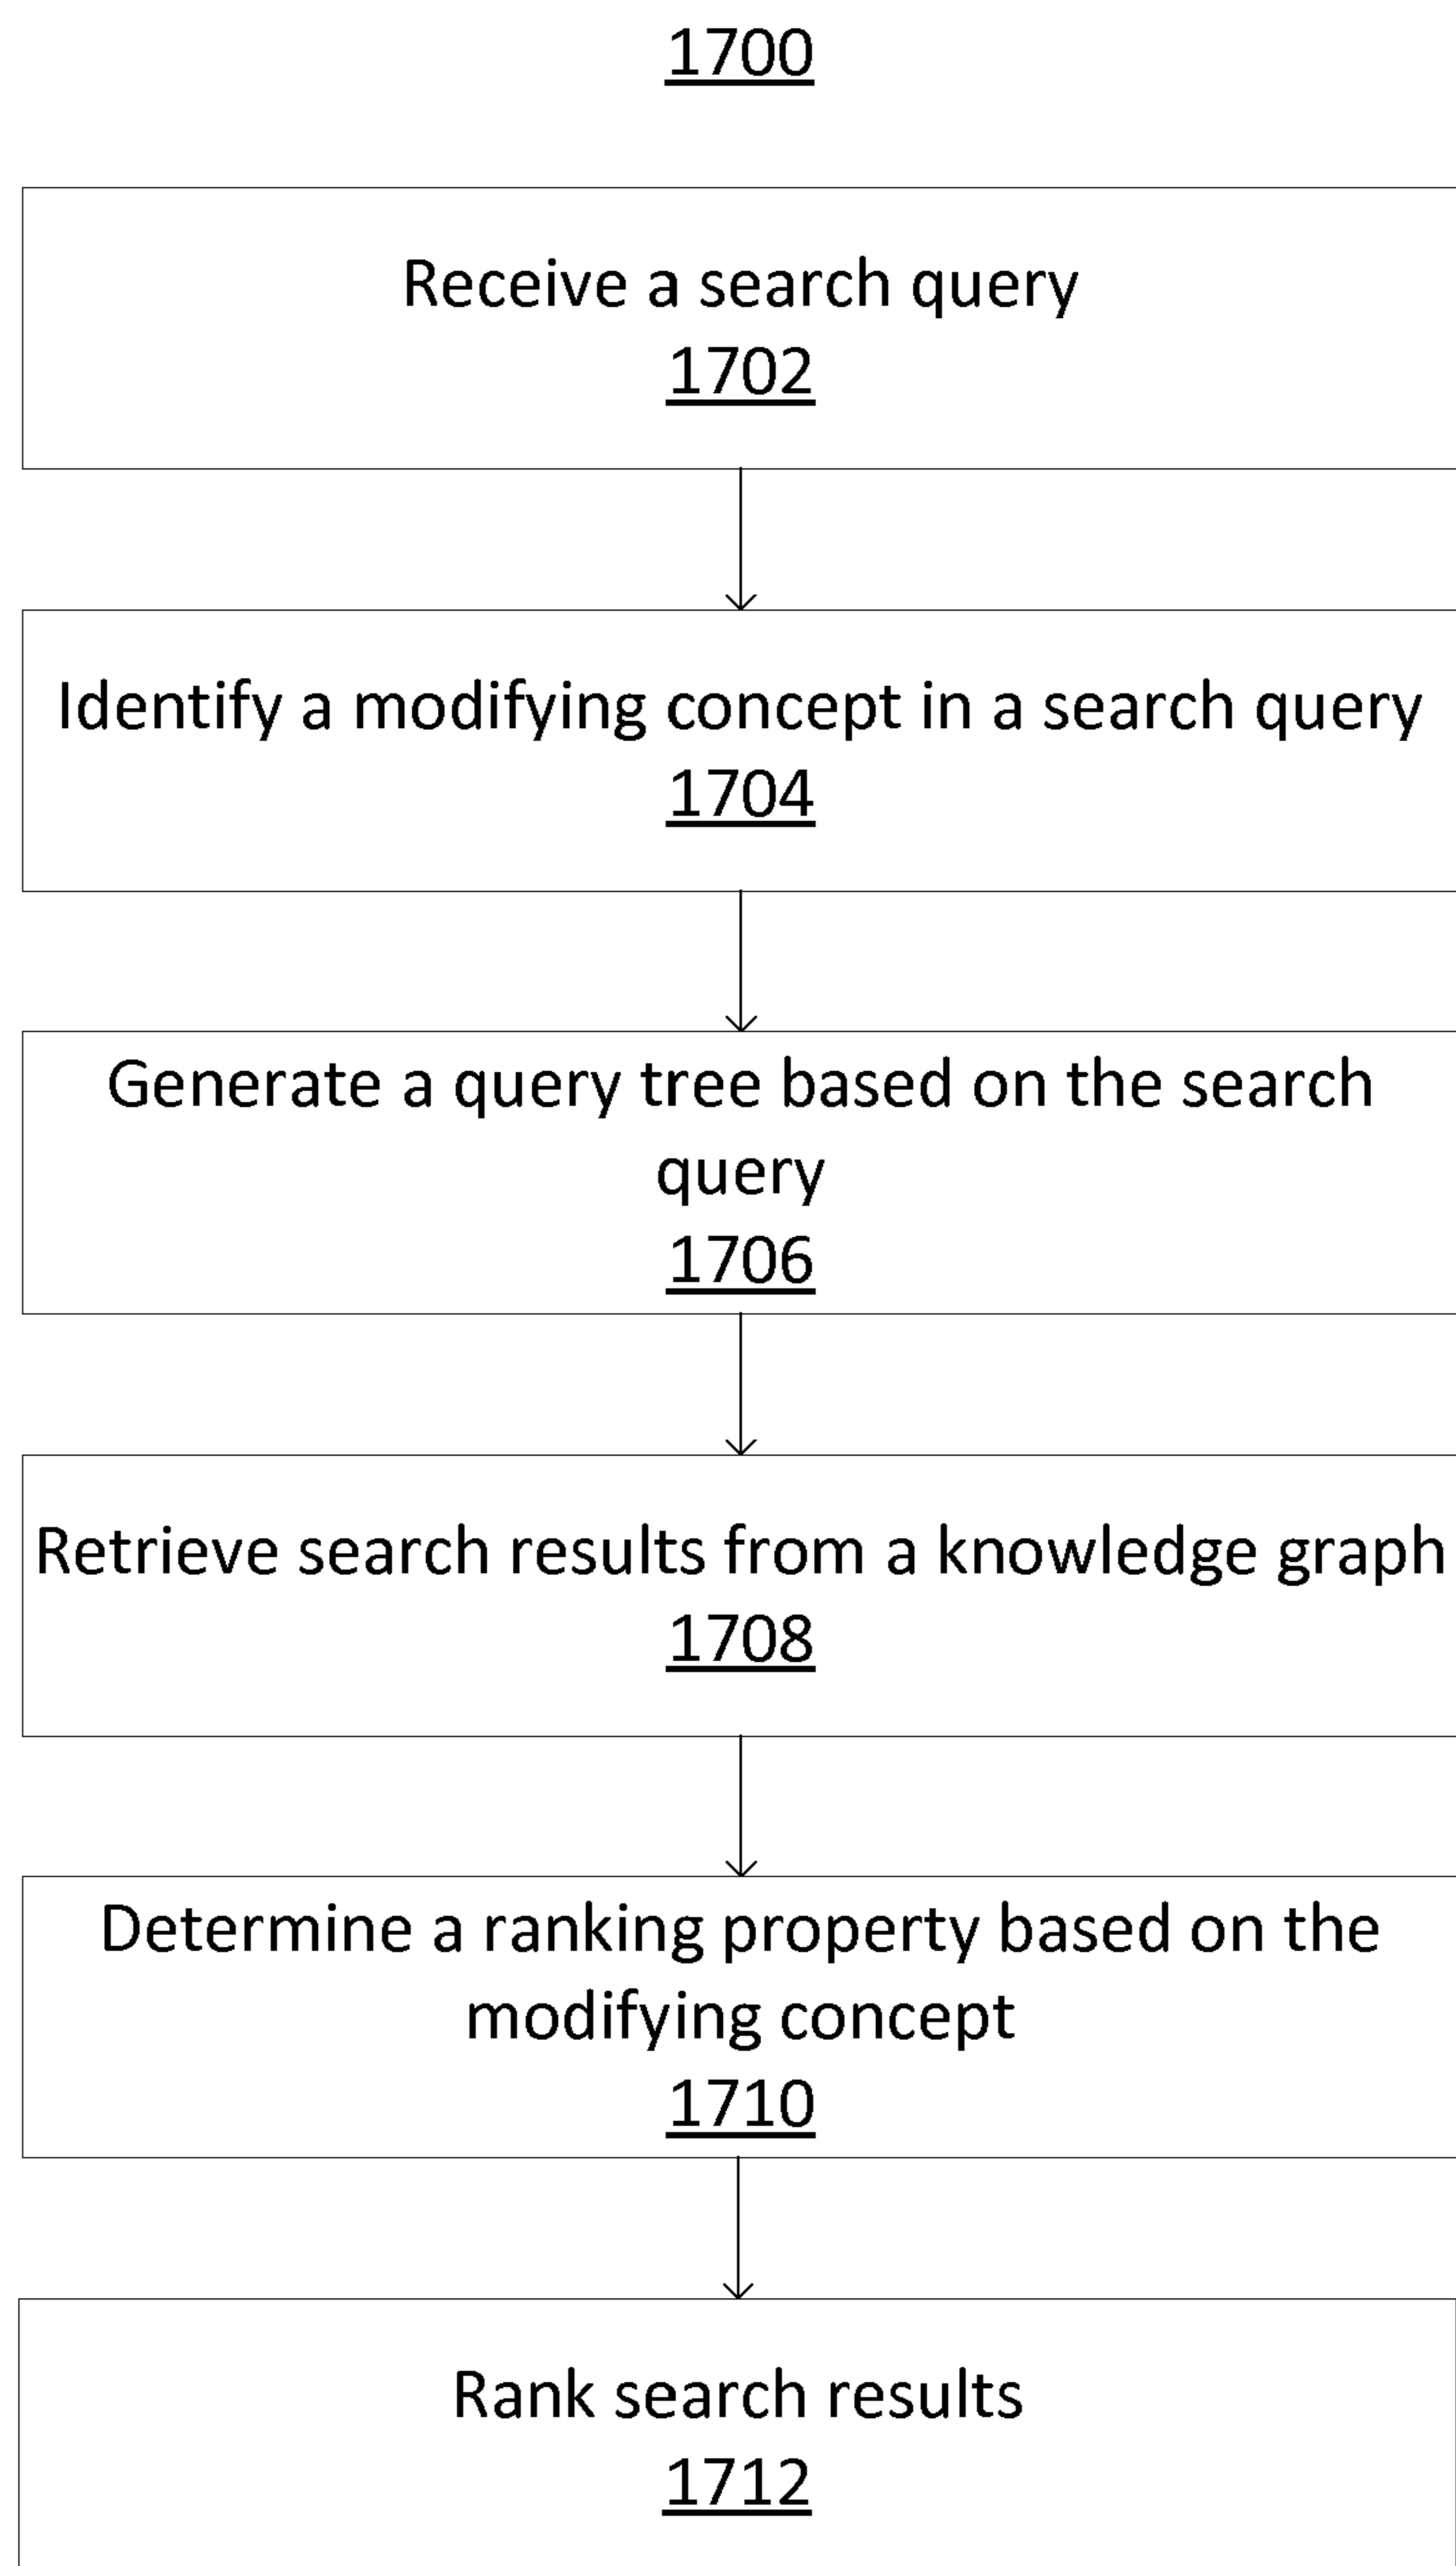 1700
Receive a search query
1702
Identify a modifying concept in a search query
1704
Generate a query tree based on the search
query
1706
Retrieve search results from a knowledge graph
1708
Determine a ranking property based on the
modifying concept
1710
Rank search results
1712